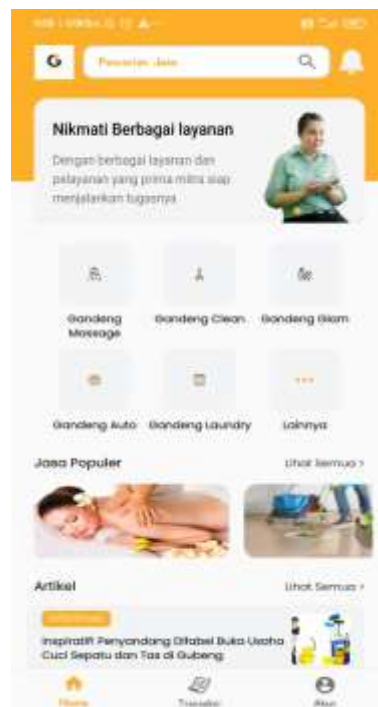 G
Pencarian Jasa
Nikmati Berbagai layanan
Dengan berbagai layanan dan
pelayanan yang prima mitra siap
menjalankan tugasnya
Gandeng Massage
Gandeng Clean
Gandeng Glam
Gandeng Auto
Gandeng Laundry
Lainnya
Jasa Populer
Lihat Semua >
Artikel
Lihat Semua >
Inspiratif! Penyandang Difabel Buka Usaha
Cuci Sepatu dan Tas di Gubeng
Home
Transaksi
Akun